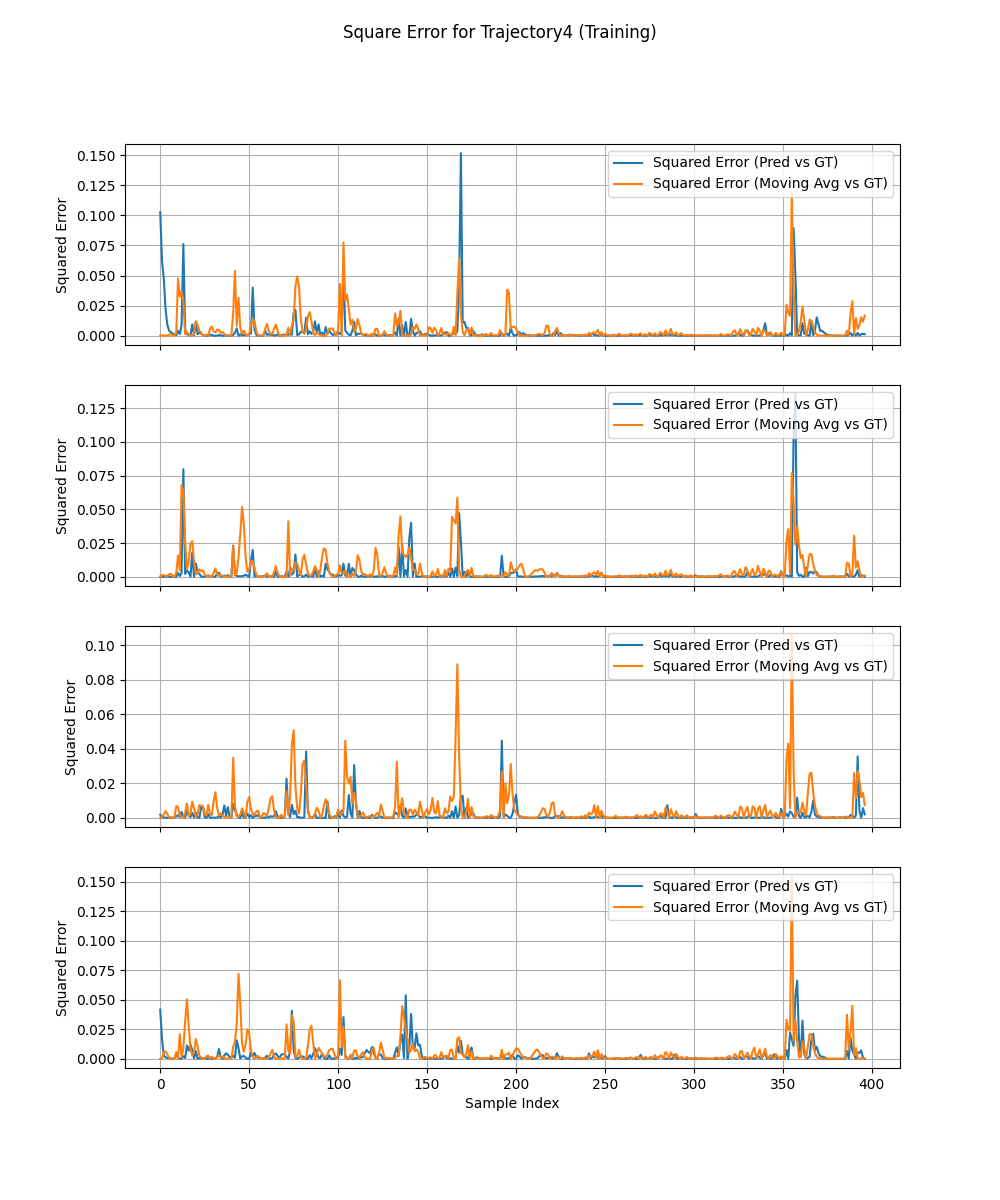 Square Error for Trajectory4 (Training)
0.150
0.125
0.100
0.075
0.050
0.025
0.000
Squared Error
Squared Error (Pred vs GT)
Squared Error (Moving Avg vs GT)
0.125
0.100
0.075
0.050
0.025
0.000
Squared Error
Squared Error (Pred vs GT)
Squared Error (Moving Avg vs GT)
0.10
0.08
0.06
0.04
0.02
0.00
Squared Error
Squared Error (Pred vs GT)
Squared Error (Moving Avg vs GT)
0.150
0.125
0.100
0.075
0.050
0.025
0.000
Squared Error
Squared Error (Pred vs GT)
Squared Error (Moving Avg vs GT)
0 50 100 150 200 250 300 350 400
Sample Index